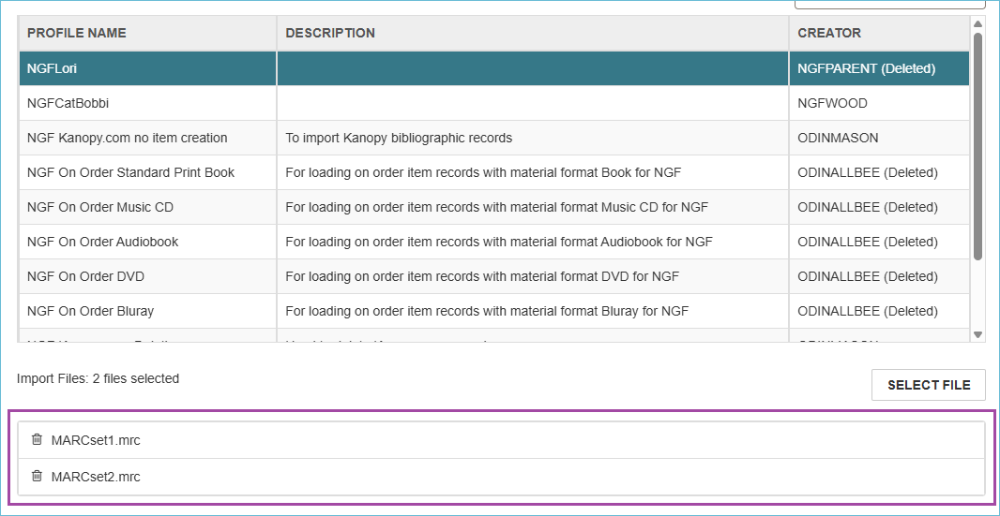 PROFILE NAME DESCRIPTION CREATOR
NGFLori NGFPARENT (Deleted)
NGFCatBobbi NGFWOOD
NGF Kanopy.com no item creation To import Kanopy bibliographic records ODINMASON
NGF On Order Standard Print Book For loading on order item records with material format Book for NGF ODINALLBEE (Deleted)
NGF On Order Music CD For loading on order item records with material format Music CD for NGF ODINALLBEE (Deleted)
NGF On Order Audiobook For loading on order item records with material format Audiobook for NGF ODINALLBEE (Deleted)
NGF On Order DVD For loading on order item records with material format DVD for NGF ODINALLBEE (Deleted)
NGF On Order Bluray For loading on order item records with material format Bluray for NGF ODINALLBEE (Deleted)
Import Files: 2 files selected
SELECT FILE
MARCset1.mrc
MARCset2.mrc